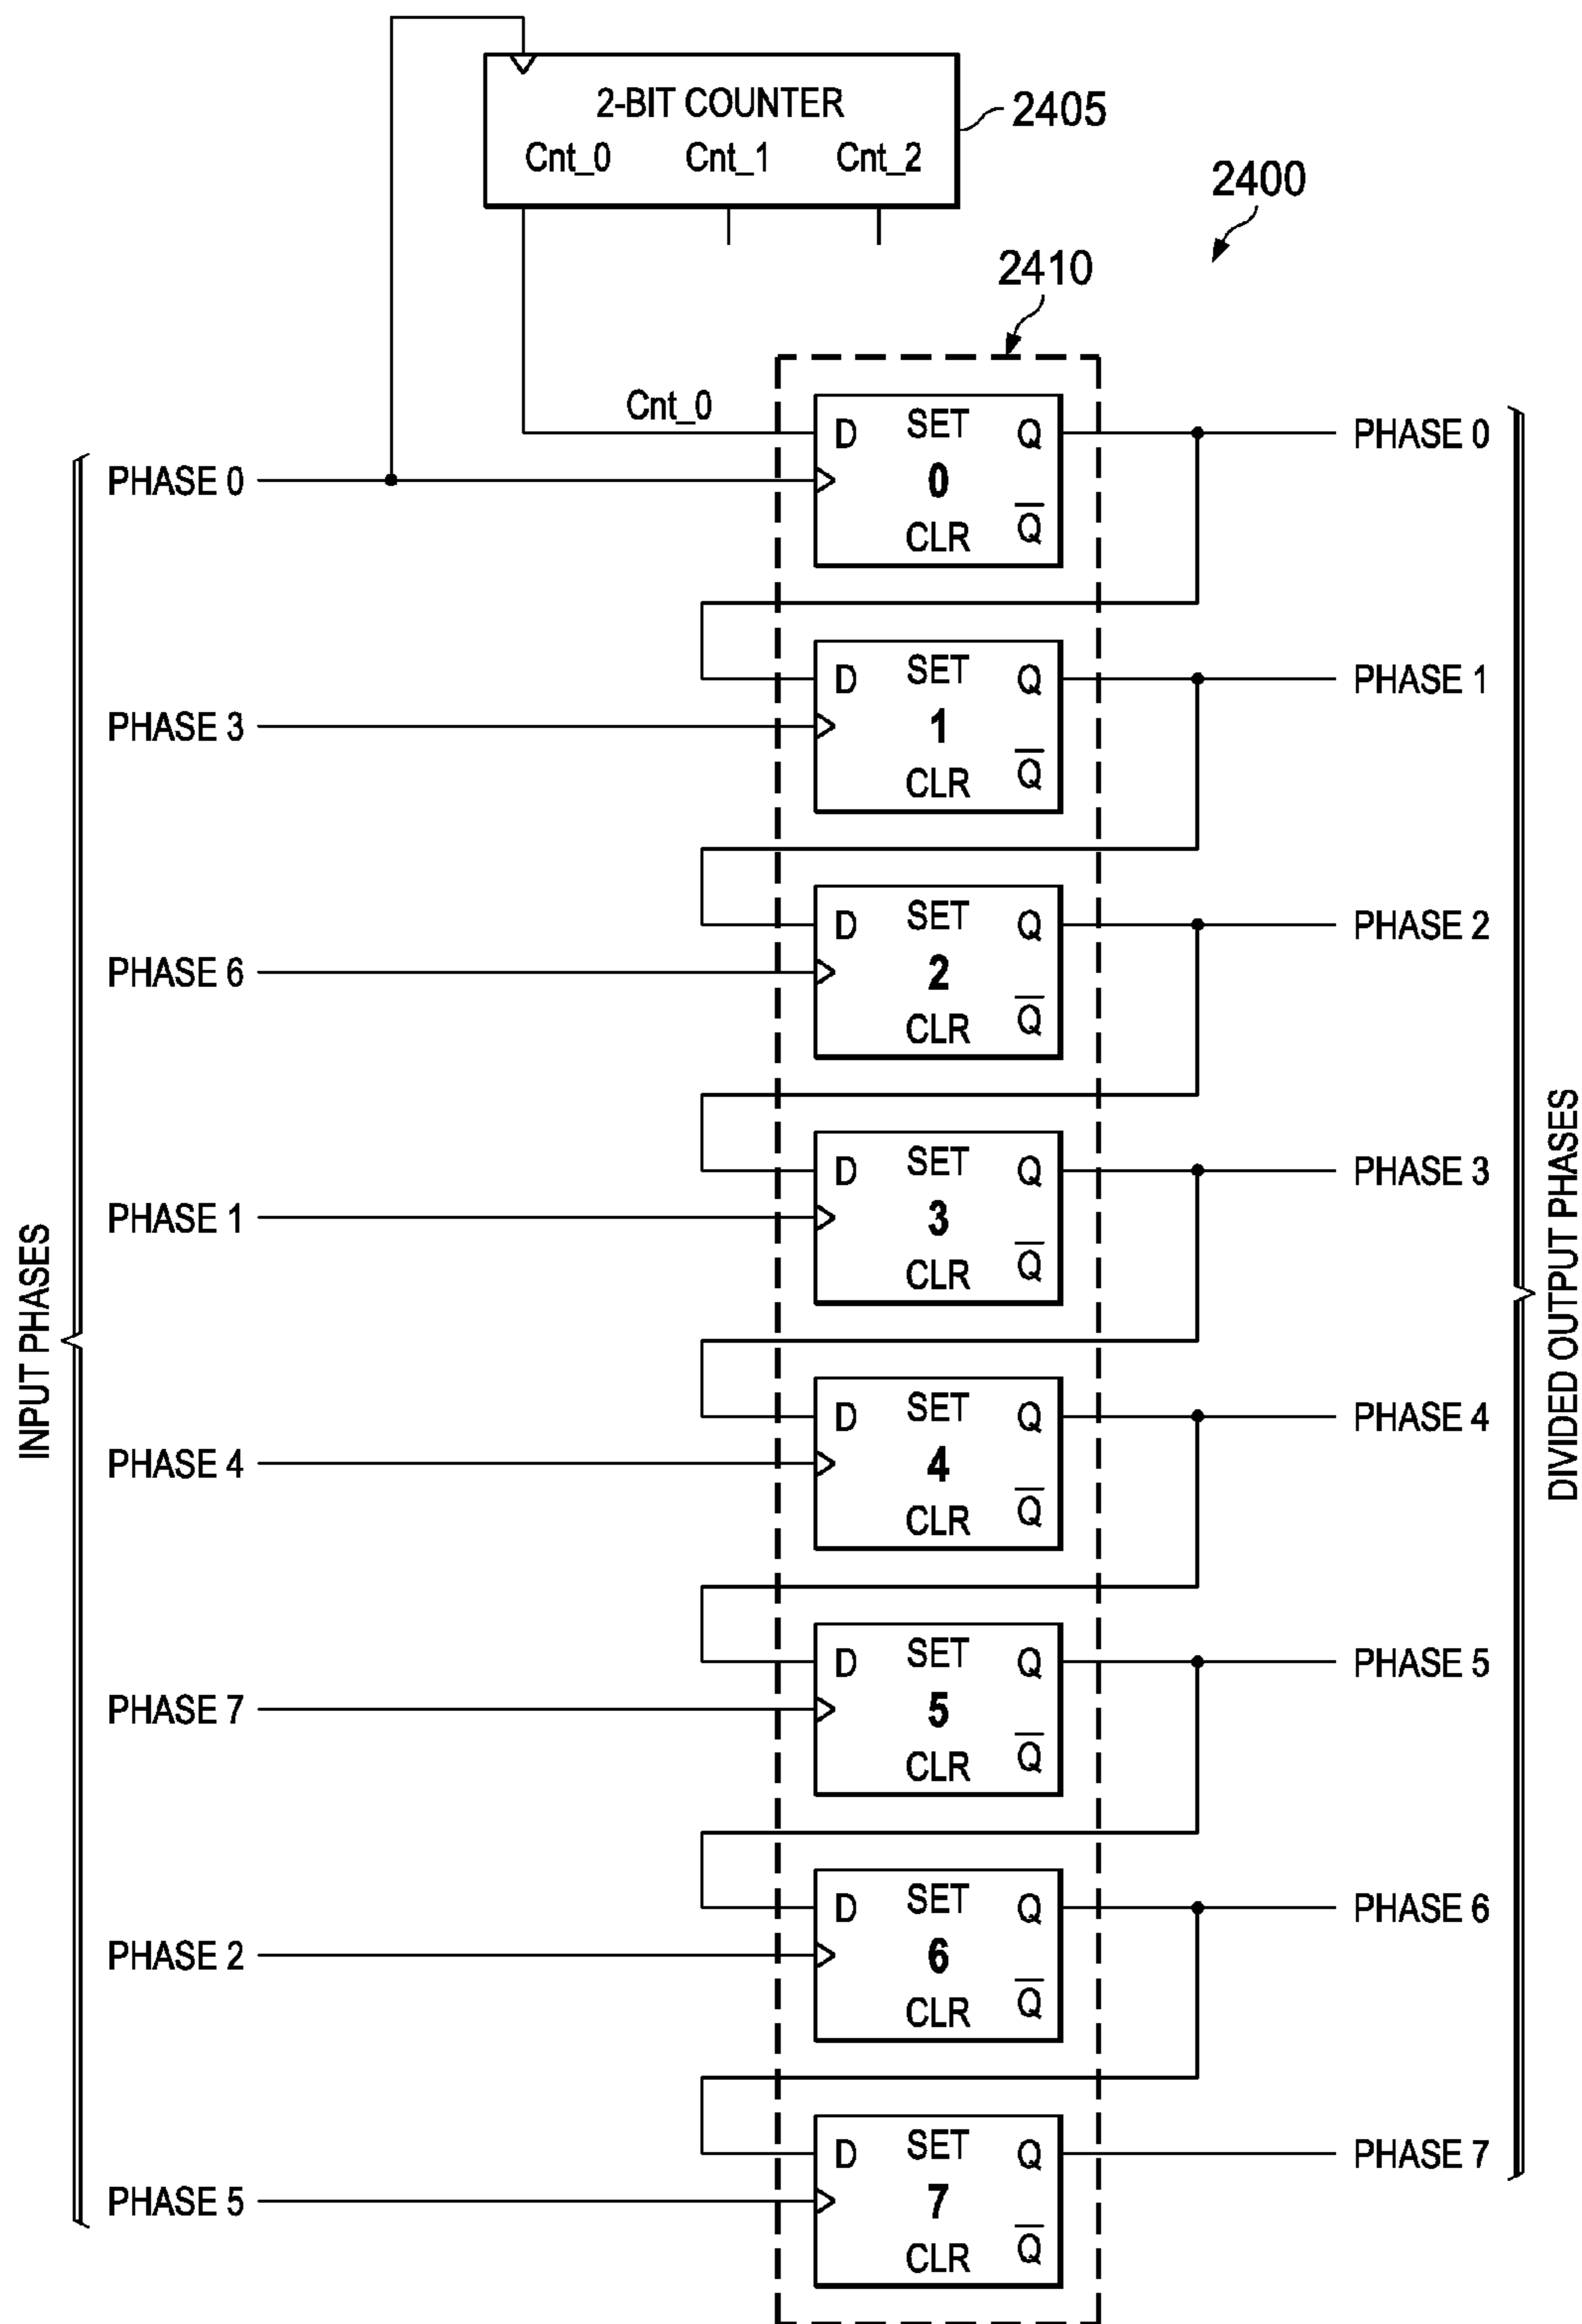 2-BIT COUNTER
Cnt_0 Cnt_1 Cnt_2
2405
2400
2410
Cnt_0
D SET Q
PHASE 0
PHASE 0
0
CLR Q̅
D SET Q
PHASE 1
PHASE 3
1
CLR Q̅
D SET Q
PHASE 2
PHASE 6
2
CLR Q̅
D SET Q
PHASE 3
PHASE 1
3
CLR Q̅
D SET Q
PHASE 4
PHASE 4
4
CLR Q̅
D SET Q
PHASE 5
PHASE 7
5
CLR Q̅
D SET Q
PHASE 6
PHASE 2
6
CLR Q̅
D SET Q
PHASE 7
PHASE 5
7
CLR Q̅
INPUT PHASES
DIVIDED OUTPUT PHASES